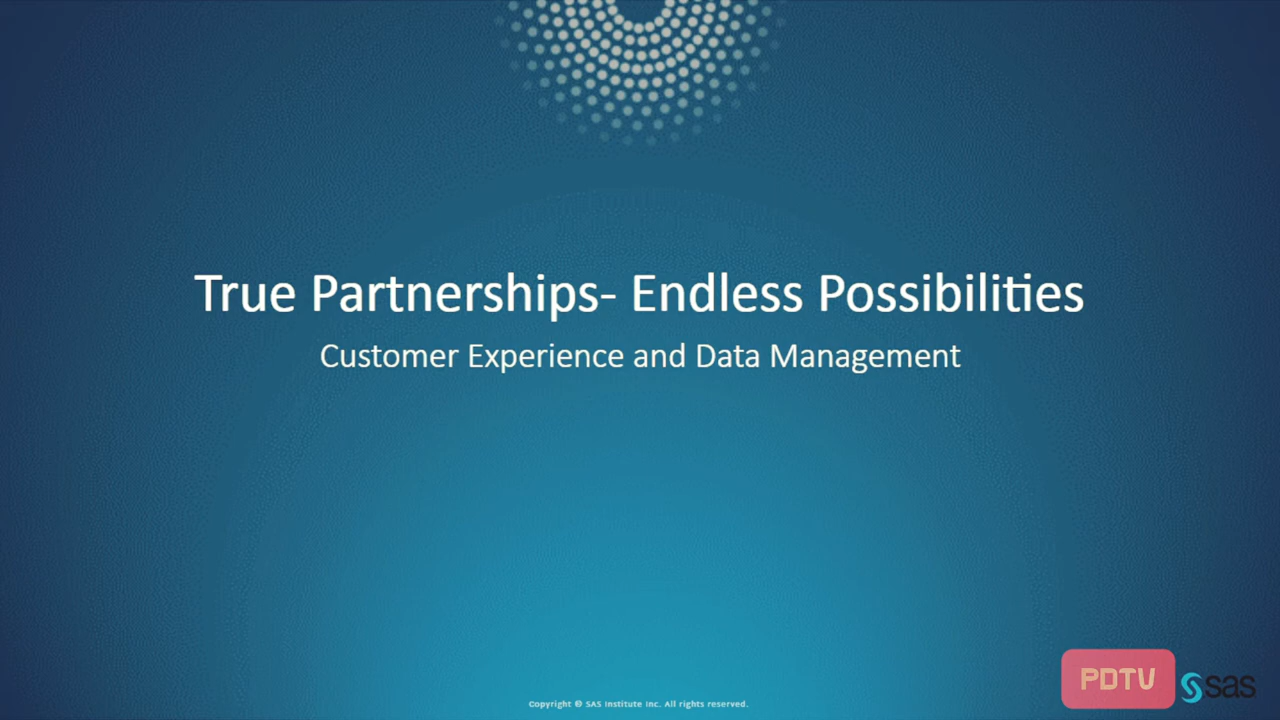 True Partnerships- Endless Possibilities
Customer Experience and Data Management
PDTV
sas
Copyright © SAS Institute Inc. All rights reserved.